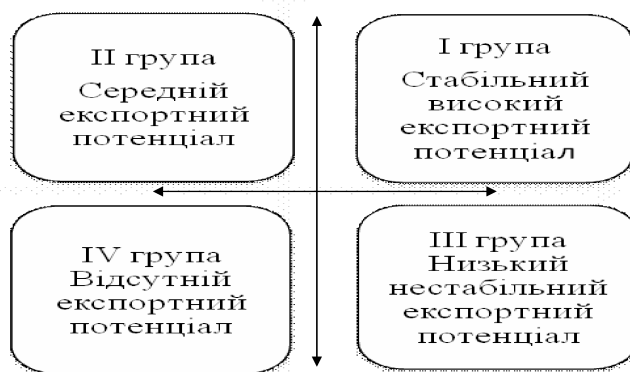 II група
Середній
експортний
потенціал
I група
Стабільний
високий
експортний
потенціал
IV група
Відсутній
експортний
потенціал
III група
Низький
нестабільний
експортний
потенціал